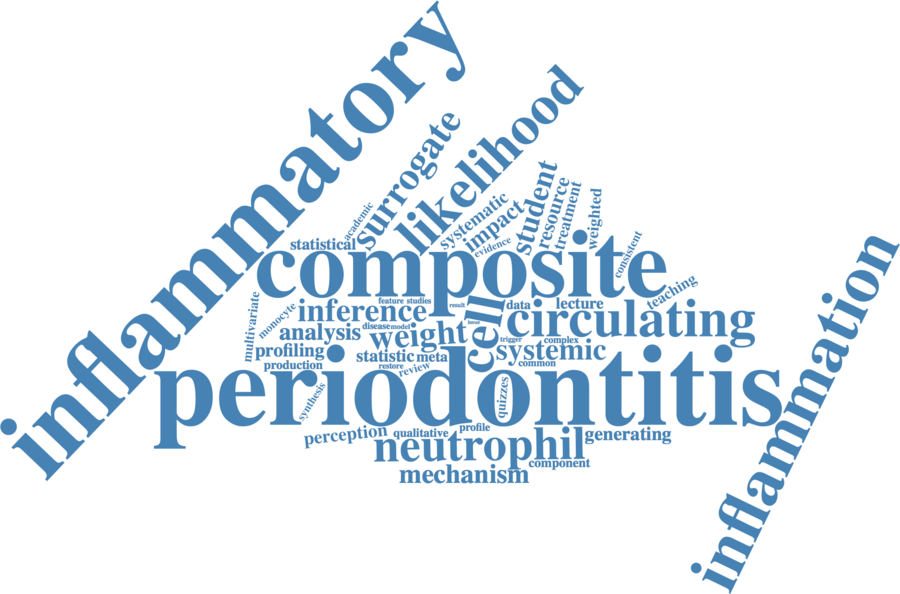 inflammatory
likelihood
surrogate
academic
systematic
impact
evidence
student
resource
treatment
weighted
consistent
statistical
composite
teaching
inflammation
multivariate
monocyte
feature studies
result
data
lecture
inference
circulating
cell
analysis
disease
model
weight
trigger
complex
profiling
statistic
meta
systemic
production
restore
review
common
periodontitis
synthesis
quizzes
perception
qualitative
profile
neutrophil
generating
component
mechanism